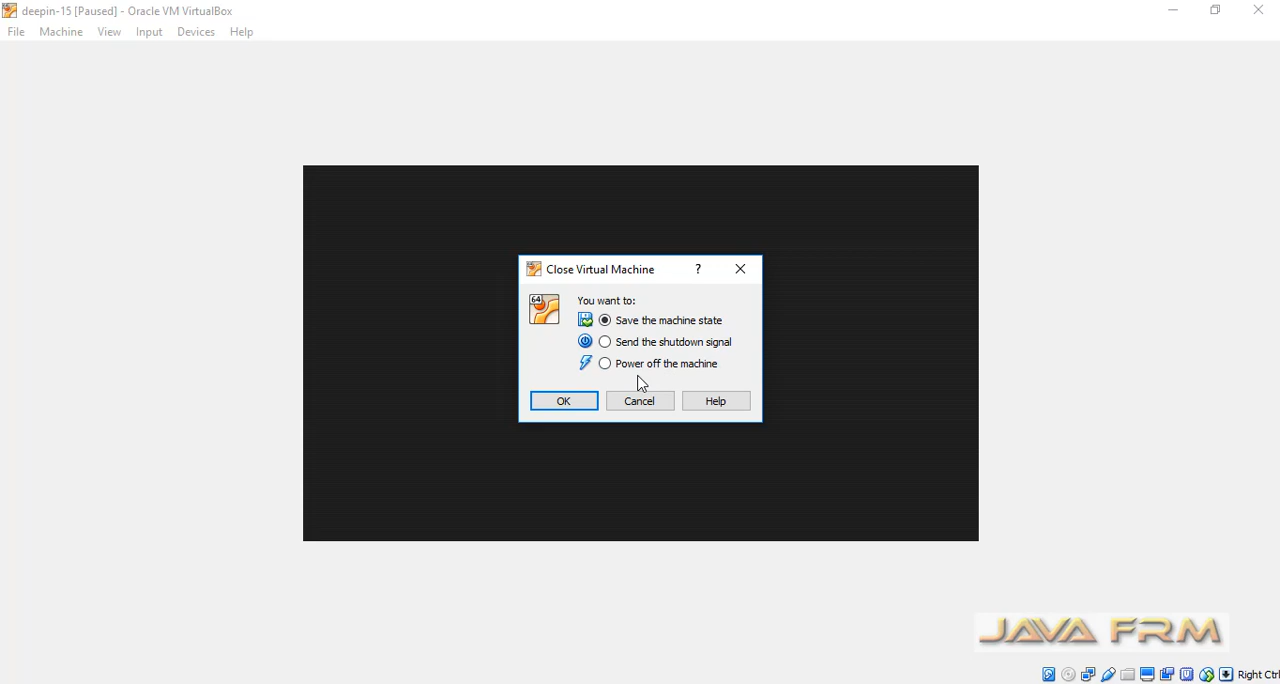 deepin-15 [Paused] - Oracle VM VirtualBox
File Machine View Input Devices Help
Close Virtual Machine ?
64
You want to:
Save the machine state
Send the shutdown signal
Power off the machine
OK Cancel Help
JAVA FRM
Right Ctrl